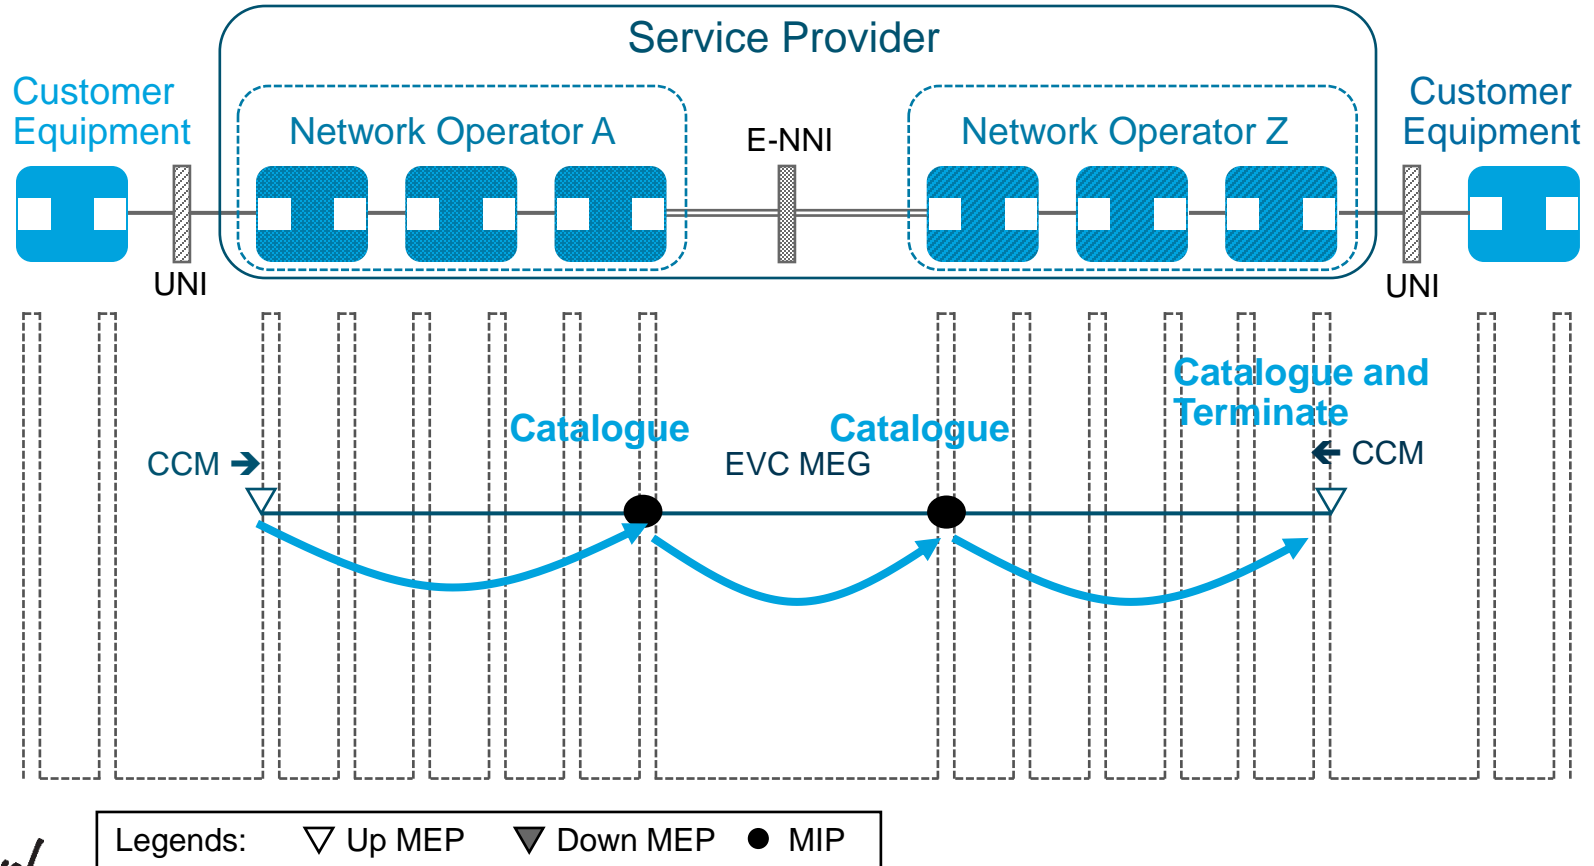 Service Provider
Customer
Equipment
Network Operator A
E-NNI
Network Operator Z
Customer
Equipment
UNI
UNI
Catalogue and
Terminate
Catalogue
Catalogue
CCM
EVC MEG
CCM
Legends:
Up MEP
Down MEP
MIP